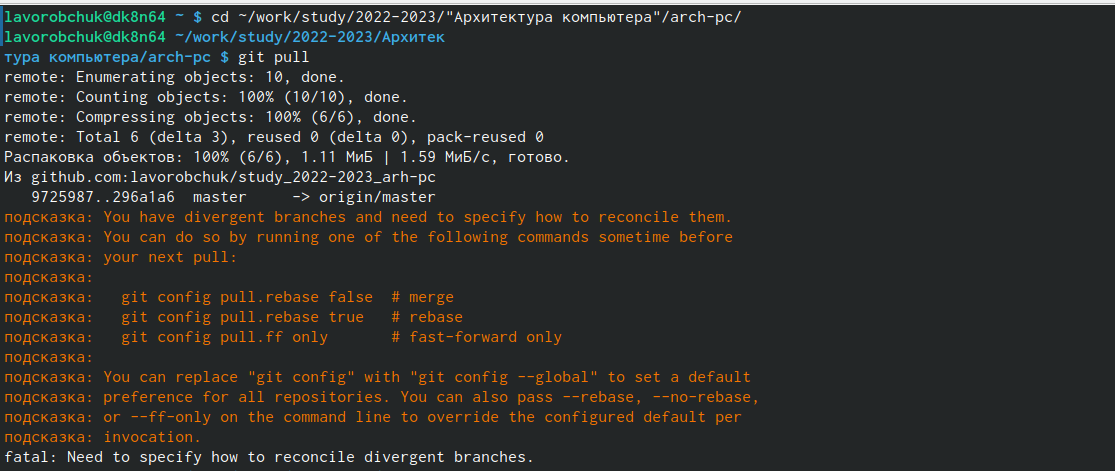 lavorobchuk@dk8n64 ~ $ cd ~/work/study/2022-2023/"Архитектура компьютера"/arch-pc/
lavorobchuk@dk8n64 ~/work/study/2022-2023/Архитек
тура компьютера/arch-pc $ git pull
remote: Enumerating objects: 10, done.
remote: Counting objects: 100% (10/10), done.
remote: Compressing objects: 100% (6/6), done.
remote: Total 6 (delta 3), reused 0 (delta 0), pack-reused 0
Распаковка объектов: 100% (6/6), 1.11 МиБ | 1.59 МиБ/с, готово.
Из github.com:lavorobchuk/study_2022-2023_arh-pc
   9725987..296a1a6  master     -> origin/master
подсказка: You have divergent branches and need to specify how to reconcile them.
подсказка: You can do so by running one of the following commands sometime before
подсказка: your next pull:
подсказка:
подсказка:   git config pull.rebase false  # merge
подсказка:   git config pull.rebase true   # rebase
подсказка:   git config pull.ff only       # fast-forward only
подсказка:
подсказка: You can replace "git config" with "git config --global" to set a default
подсказка: preference for all repositories. You can also pass --rebase, --no-rebase,
подсказка: or --ff-only on the command line to override the configured default per
подсказка: invocation.
fatal: Need to specify how to reconcile divergent branches.